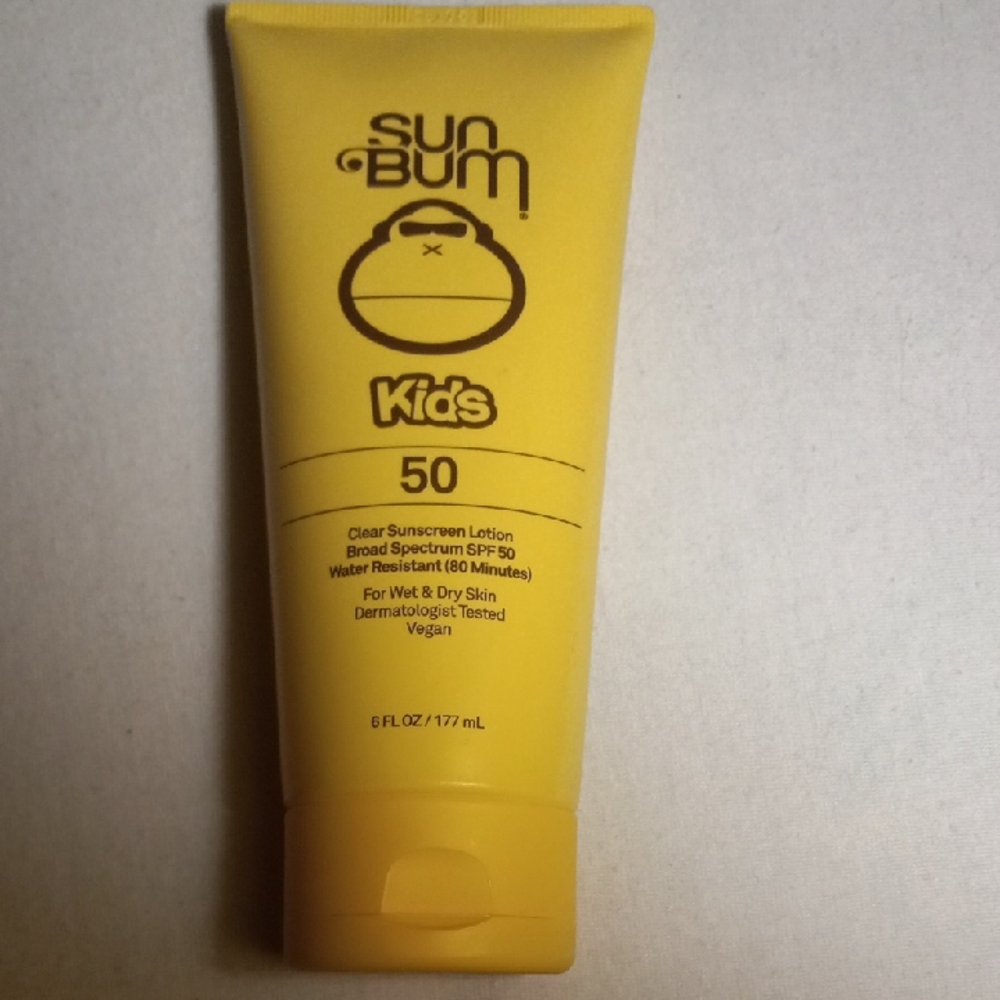 sun
Bum
Kids
50
Clear Sunscreen Lotion
Broad Spectrum SPF 50
Water Resistant (80 Minutes)
For Wet & Dry Skin
Dermatologist Tested
Vegan
6 FL OZ / 177 mL